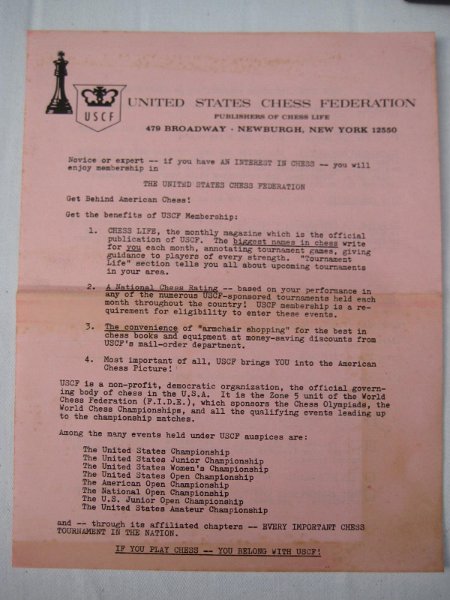 USCF
UNITED STATES CHESS FEDERATION
PUBLISHERS OF CHESS LIFE
479 BROADWAY - NEWBURGH, NEW YORK 12550
Novice or expert -- if you have AN INTEREST IN CHESS -- you will
enjoy membership in
THE UNITED STATES CHESS FEDERATION
Get Behind American Chess!
Get the benefits of USCF Membership:
1. CHESS LIFE, the monthly magazine which is the official
publication of USCF. The biggest names in chess write
for you each month, annotating tournament games, giving
guidance to players of every strength. "Tournament
Life" section tells you all about upcoming tournaments
in your area.
2. A National Chess Rating -- based on your performance in
any of the numerous USCF-sponsored tournaments held each
month throughout the country! USCF membership is a re-
quirement for eligibility to enter these events.
3. The convenience of "armchair shopping" for the best in
chess books and equipment at money-saving discounts from
USCF's mail-order department.
4. Most important of all, USCF brings YOU into the American
Chess Picture!
USCF is a non-profit, democratic organization, the official govern-
ing body of chess in the U.S.A. It is the Zone 5 unit of the World
Chess Federation (F.I.D.E.), which sponsors the Chess Olympiads, the
World Chess Championships, and all the qualifying events leading up
to the championship matches.
Among the many events held under USCF auspices are:
The United States Championship
The United States Junior Championship
The United States Women's Championship
The United States Open Championship
The American Open Championship
The National Open Championship
The U.S. Junior Open Championship
The United States Amateur Championship
and -- through its affiliated chapters -- EVERY IMPORTANT CHESS
TOURNAMENT IN THE NATION.
IF YOU PLAY CHESS -- YOU BELONG WITH USCF!